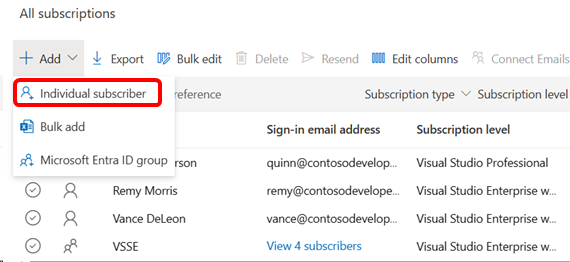 All subscriptions
Add Export Bulk edit Delete Resend Edit columns Connect Emails
Individual subscriber reference Subscription type Subscription level
Bulk add Sign-in email address Subscription level
Microsoft Entra ID group erson quinn@contosodevelope... Visual Studio Professional
Remy Morris remy@contosodevelope... Visual Studio Enterprise w...
Vance DeLeon vance@contosodevelop... Visual Studio Enterprise w...
VSSE View 4 subscribers Visual Studio Enterprise w...